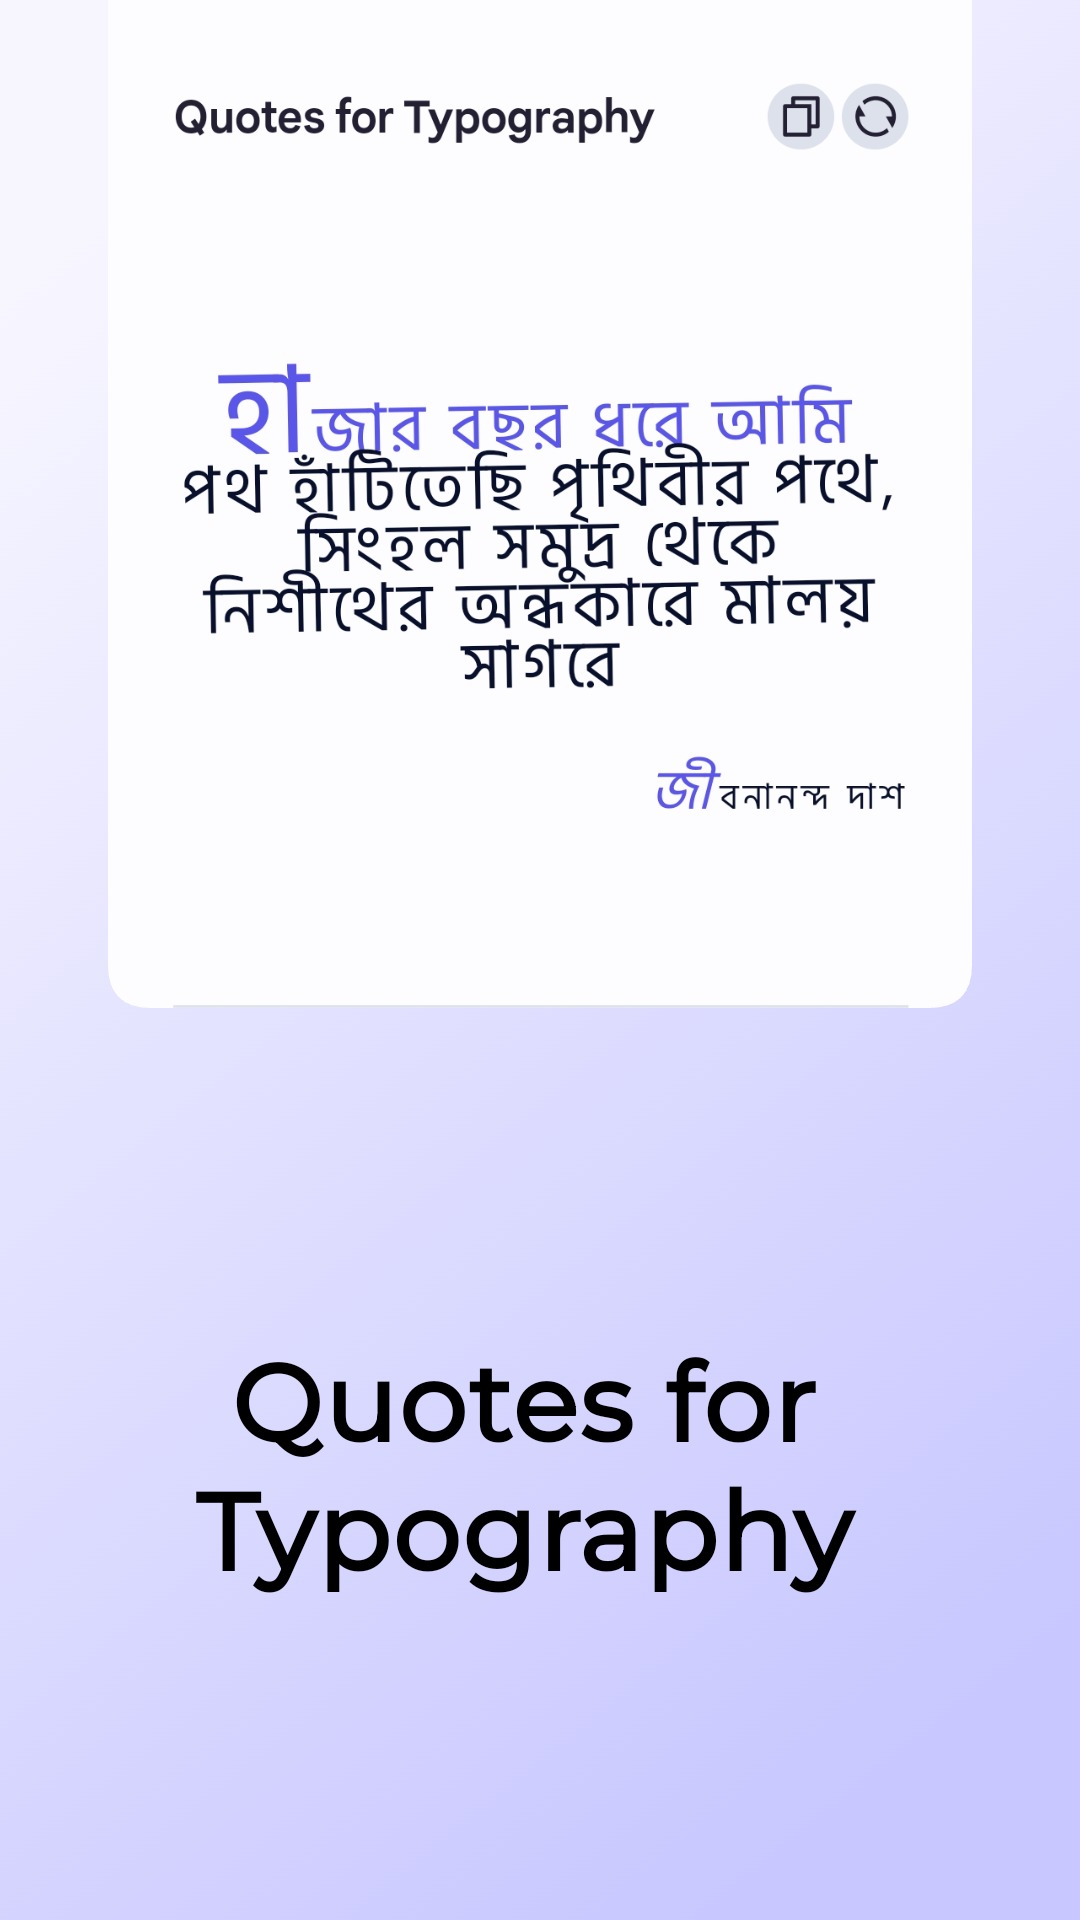 Quotes for Typography
হাজার বছর ধরে আমি
পথ হাঁটিতেছি পৃথিবীর পথে,
সিংহল সমুদ্র থেকে
নিশীথের অন্ধকারে মালয়
সাগরে
জীবনানন্দ দাশ
Quotes for
Typography